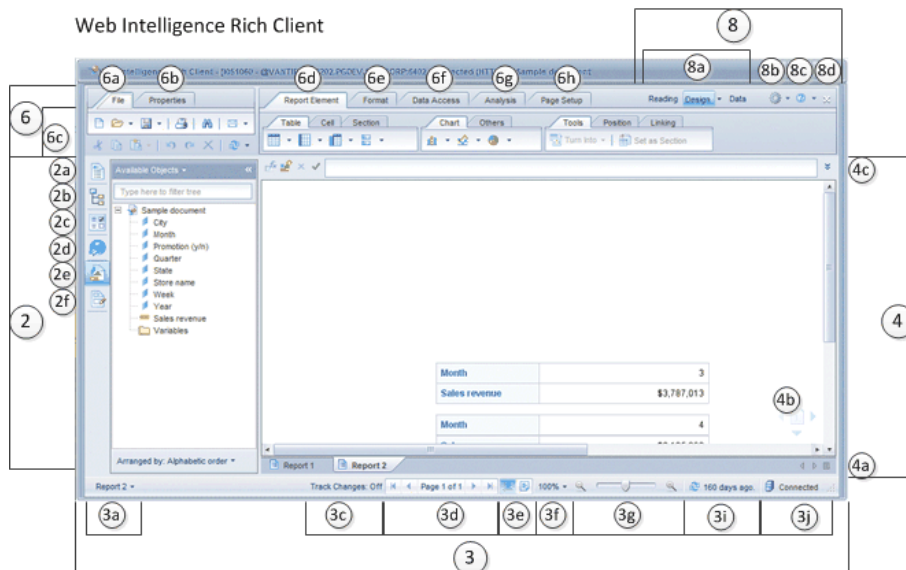 Web Intelligence Rich Client
8
8a
8b 8c 8d
6a 6b 6d 6e 6f 6g 6h
File Properties Report Element Format Data Access Analysis Page Setup Reading Design Data
6
6c
Table Cell Section Chart Others Tools Position Linking
Turn Into Set as Section
2a
Available Objects
4c
2b
Type here to filter tree
2c
Sample document
City
Month
2d
Promotion (y/n)
Quarter
2e
State
Store name
2f
Week
Year
2
Sales revenue
4
Variables
Month 3
Sales revenue $3,787,013
4b
Month 4
Arranged by: Alphabetic order
Report 1 Report 2
4a
Report 2 Track Changes: Off Page 1 of 1 100% 160 days ago. Connected
3a 3c 3d 3e 3f 3g 3i 3j
3